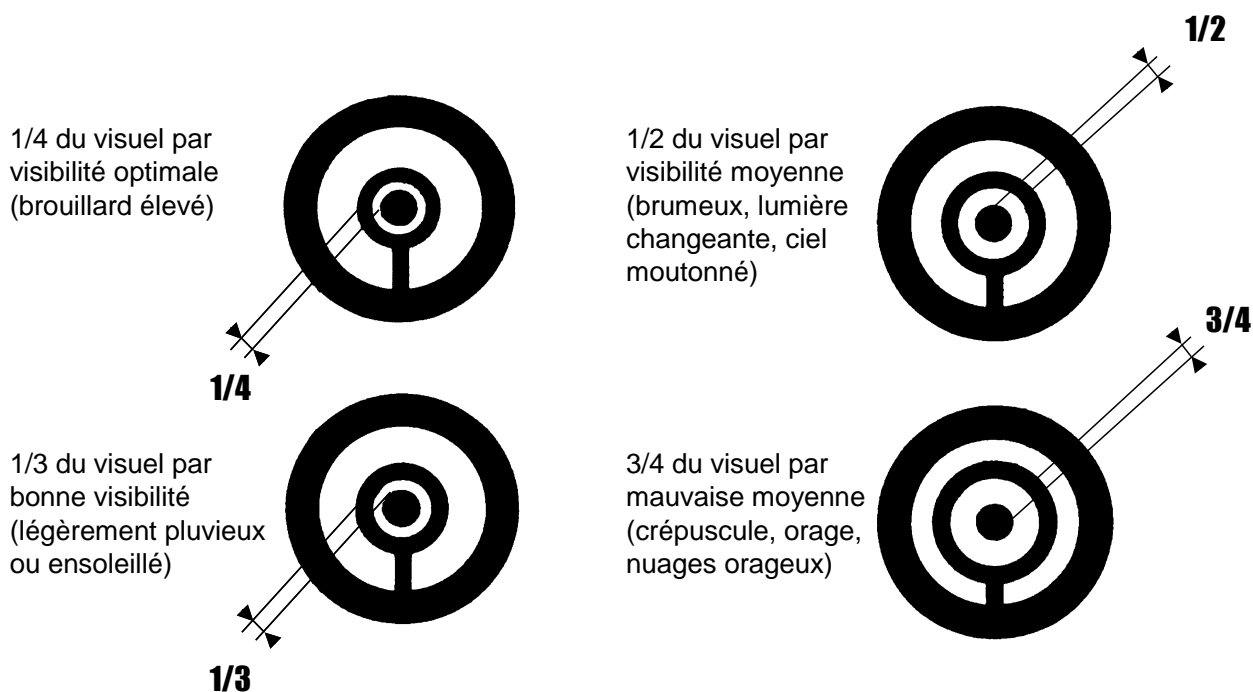 1/4 du visuel par
visibilité optimale
(brouillard élevé)
1/4
1/2
1/2 du visuel par
visibilité moyenne
(brumeux, lumière
changeante, ciel
moutonné)
1/3 du visuel par
bonne visibilité
(légèrement pluvieux
ou ensoleillé)
1/3
3/4
3/4 du visuel par
mauvaise moyenne
(crépuscule, orage,
nuages orageux)